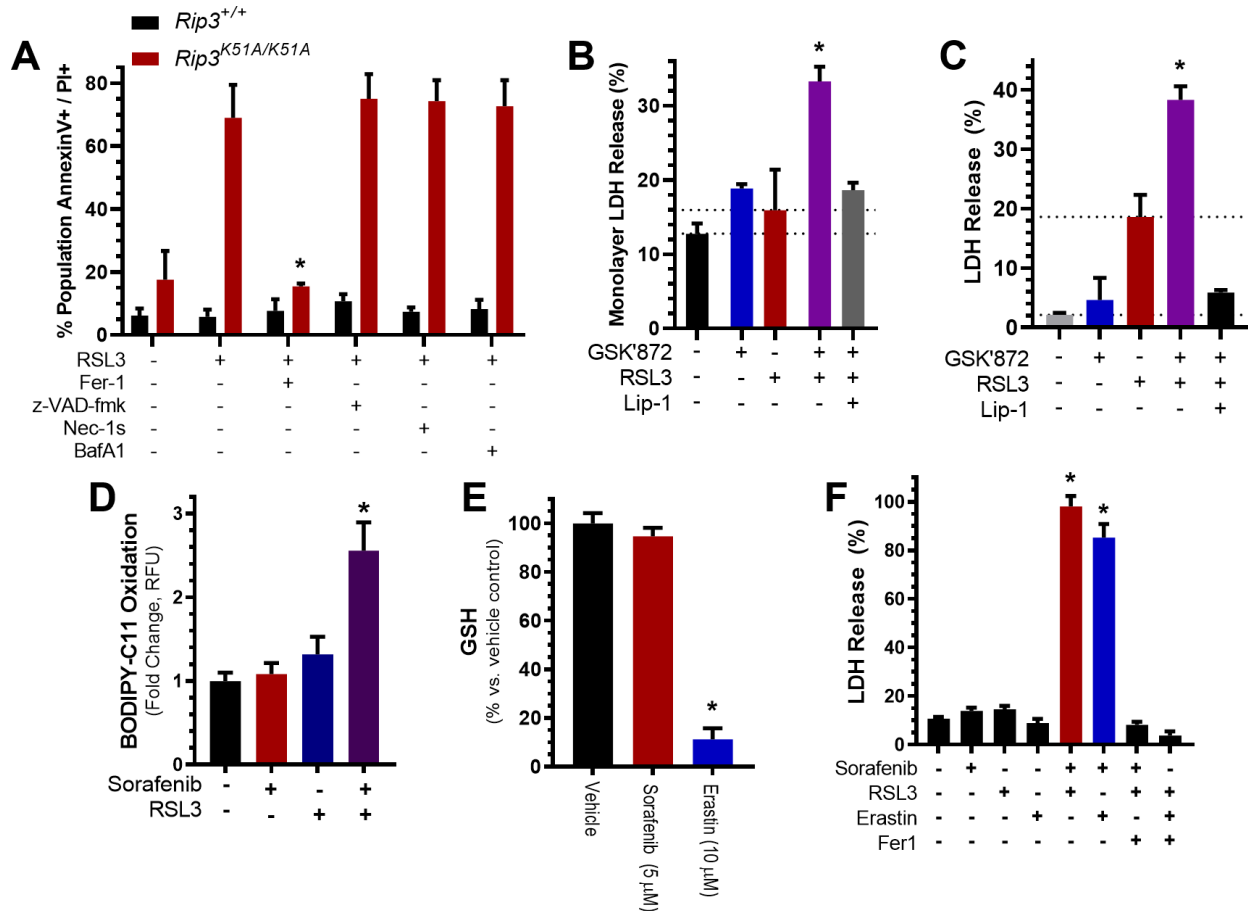 Rip3+/+
Rip3K51A/K51A
A
% Population AnnexinV+ / PI+
80
60
40
20
0
RSL3 - + + + + +
Fer-1 - - + - - -
z-VAD-fmk - - - + - -
Nec-1s - - - - + -
BafA1 - - - - - +
B
Monolayer LDH Release (%)
30
20
10
0
*
GSK'872 - + - + +
RSL3 - - + + +
Lip-1 - - - - +
C
LDH Release (%)
40
30
20
10
0
*
GSK'872 - + - + +
RSL3 - - + + +
Lip-1 - - - - +
D
BODIPY-C11 Oxidation
(Fold Change, RFU)
3
2
1
0
*
Sorafenib - + - +
RSL3 - - + +
E
GSH
(% vs. vehicle control)
100
80
60
40
20
0
*
Vehicle
Sorafenib (5 μM)
Erastin (10 μM)
F
LDH Release (%)
100
80
60
40
20
0
* *
Sorafenib - + - - + + + -
RSL3 - - + - + - + +
Erastin - - - + - + - +
Fer1 - - - - - - + +